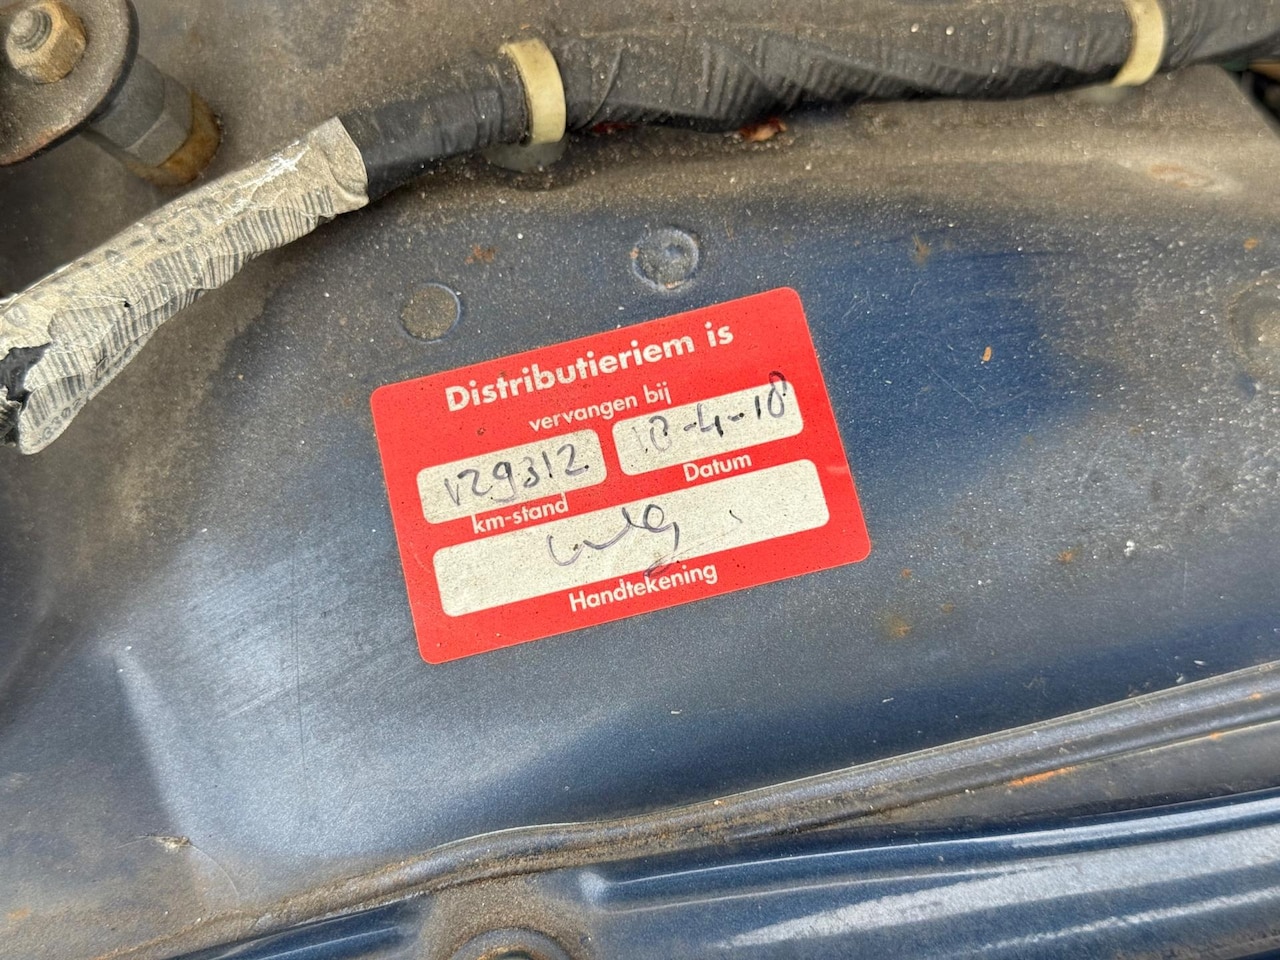 Distributieriem is
vervangen bij
129312 18-4-18
km-stand Datum
Handtekening